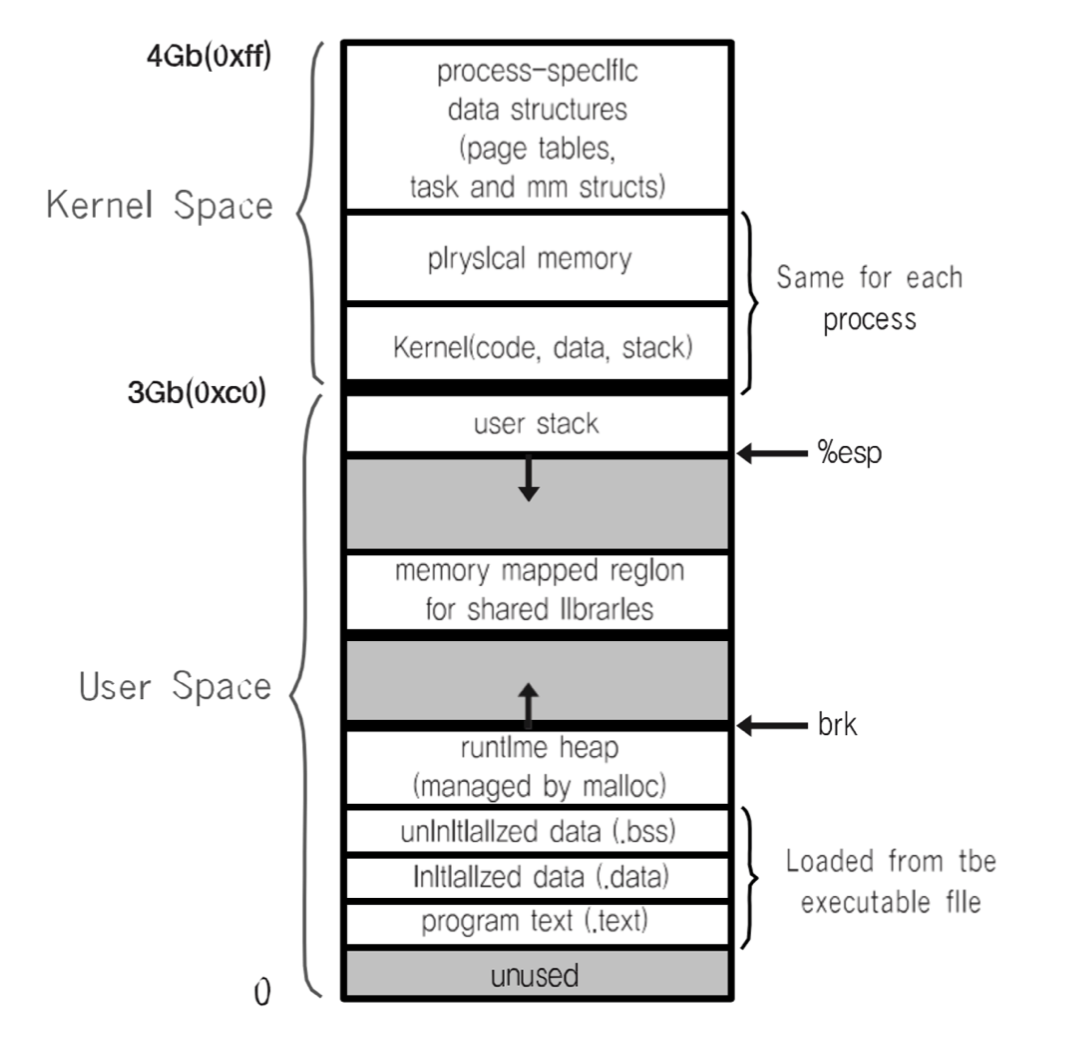 4Gb(0xff)
process-speclflc
data structures
(page tables,
task and mm structs)
Kernel Space
plryslcal memory
Same for each
process
Kernel(code, data, stack)
3Gb(0xc0)
user stack
%esp
memory mapped reglon
for shared llbrarles
User Space
brk
runtlme heap
(managed by malloc)
unlnltlallzed data (.bss)
Inltlallzed data (.data)
Loaded from tbe
executable flle
program text (.text)
unused
0